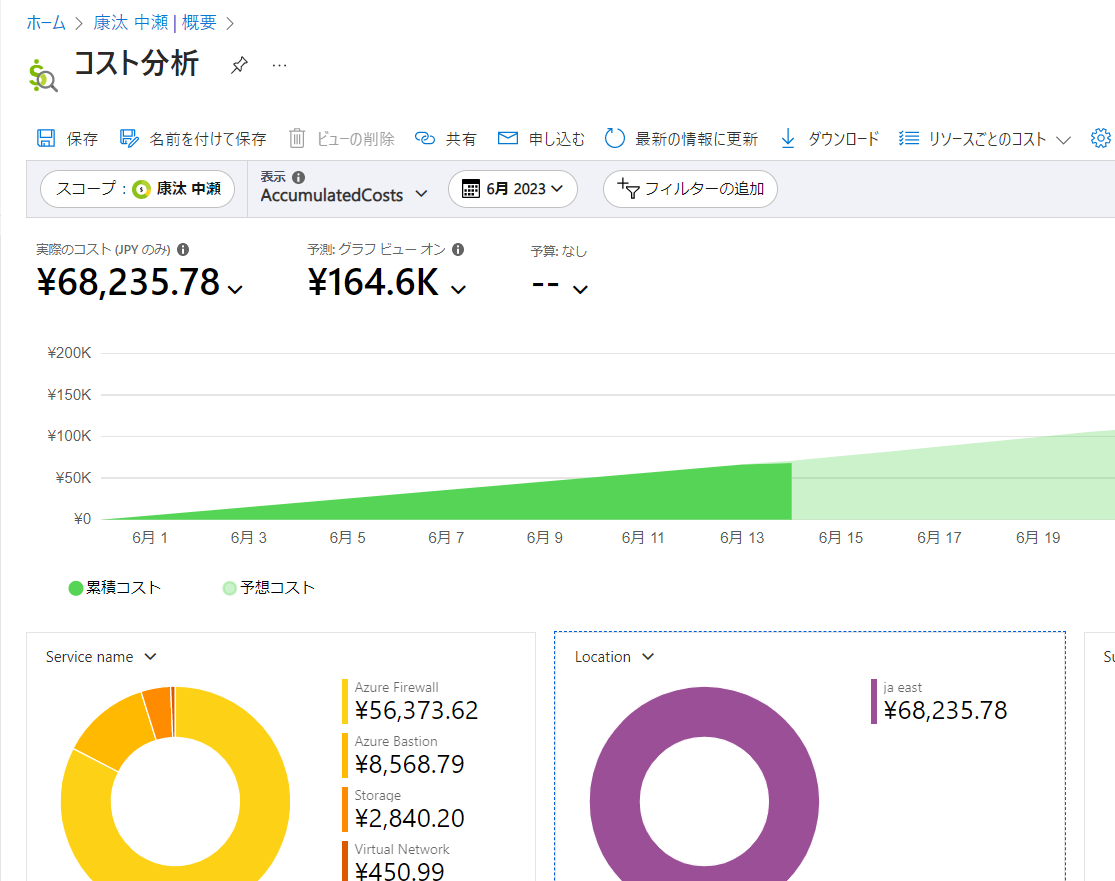 ホーム > 康汰 中瀬 | 概要 >
コスト分析 ...
保存 名前を付けて保存 ビューの削除 共有 申し込む 最新の情報に更新 ダウンロード リソースごとのコスト
スコープ : 康汰 中瀬
表示
AccumulatedCosts
6月 2023
フィルターの追加
実際のコスト (JPY のみ)
¥68,235.78
予測: グラフ ビュー オン
¥164.6K
予算: なし
--
¥200K
¥150K
¥100K
¥50K
¥0
6月 1 6月 3 6月 5 6月 7 6月 9 6月 11 6月 13 6月 15 6月 17 6月 19
累積コスト 予想コスト
Service name
Azure Firewall
¥56,373.62
Azure Bastion
¥8,568.79
Storage
¥2,840.20
Virtual Network
¥450.99
Location
ja east
¥68,235.78